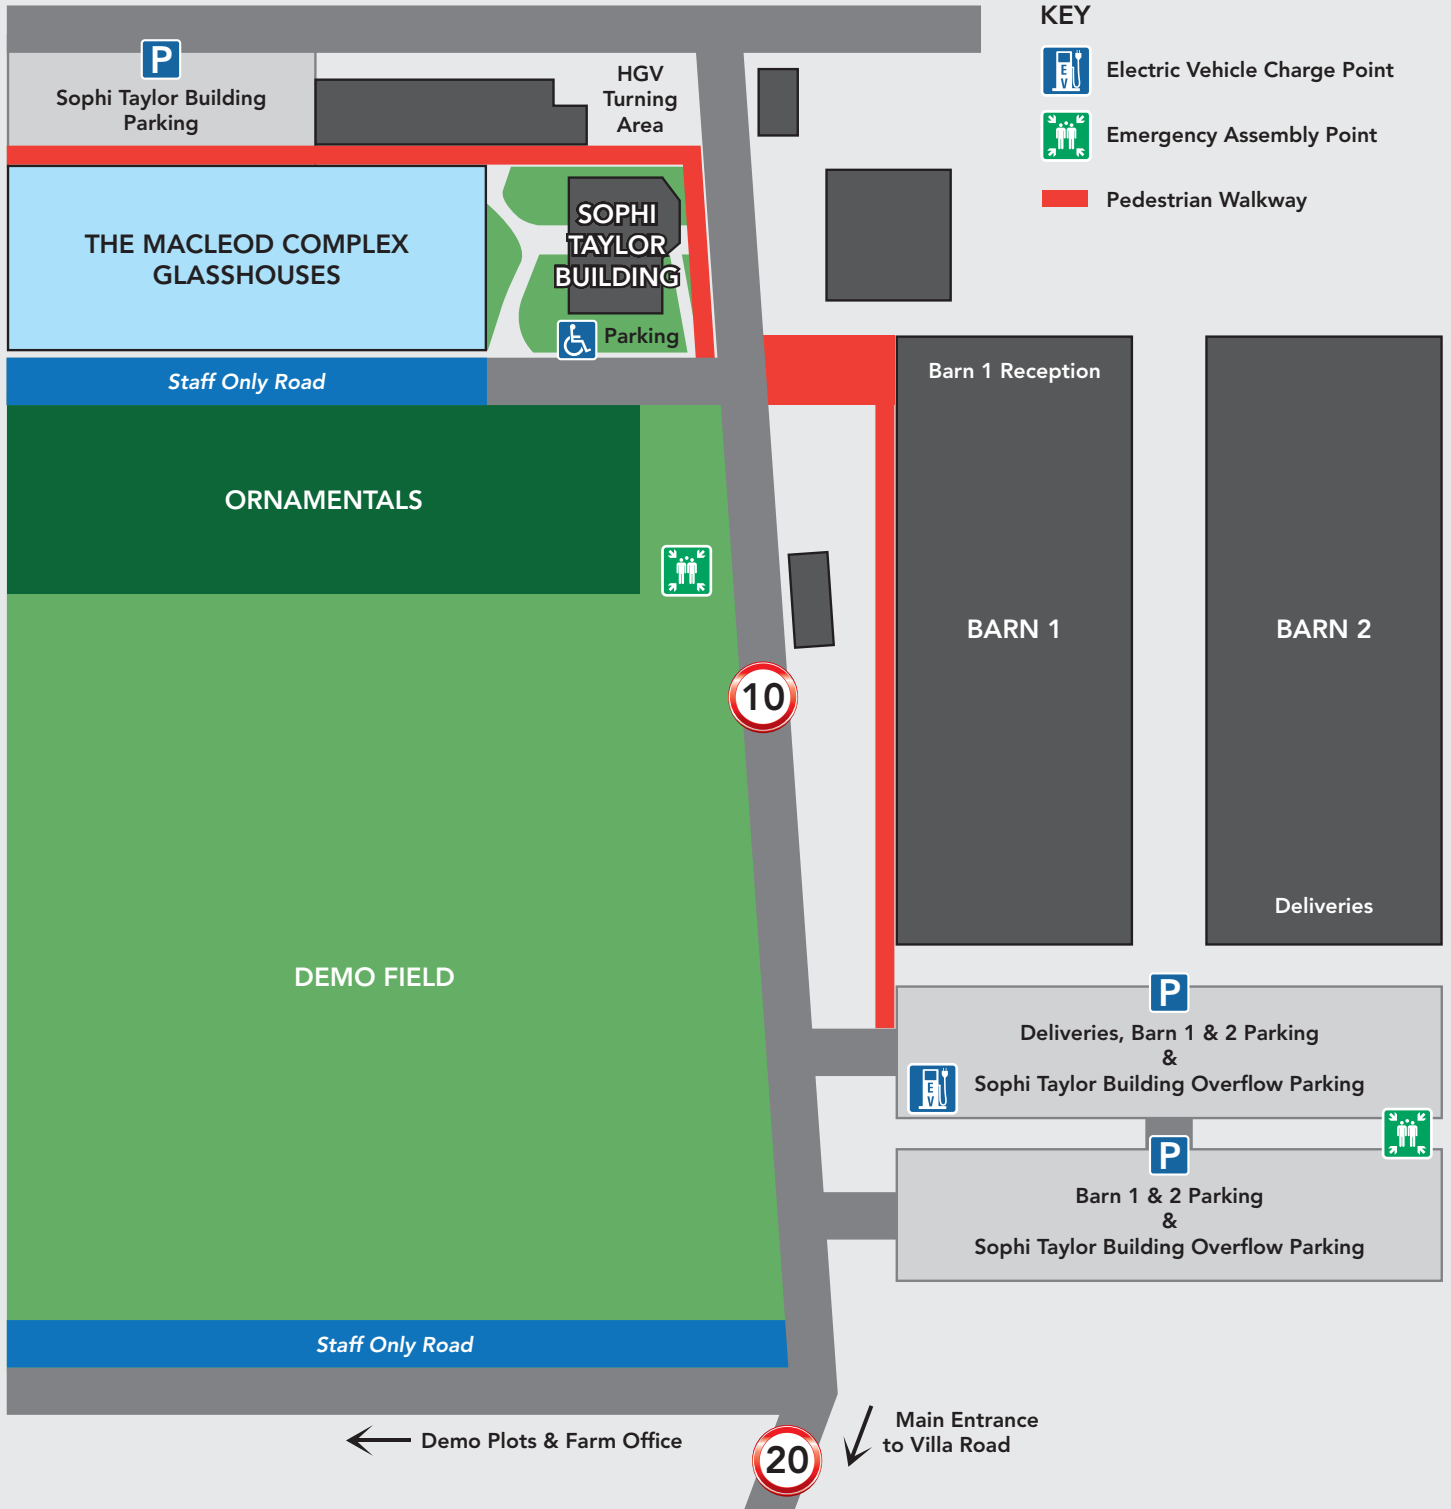 KEY
P
Sophi Taylor Building
Parking
HGV
Turning
Area
EV
Electric Vehicle Charge Point
Emergency Assembly Point
Pedestrian Walkway
THE MACLEOD COMPLEX
GLASSHOUSES
SOPHI
TAYLOR
BUILDING
Parking
Staff Only Road
Barn 1 Reception
ORNAMENTALS
BARN 1
BARN 2
10
Deliveries
DEMO FIELD
P
Deliveries, Barn 1 & 2 Parking
&
Sophi Taylor Building Overflow Parking
EV
P
Barn 1 & 2 Parking
&
Sophi Taylor Building Overflow Parking
Staff Only Road
Demo Plots & Farm Office
20
Main Entrance
to Villa Road